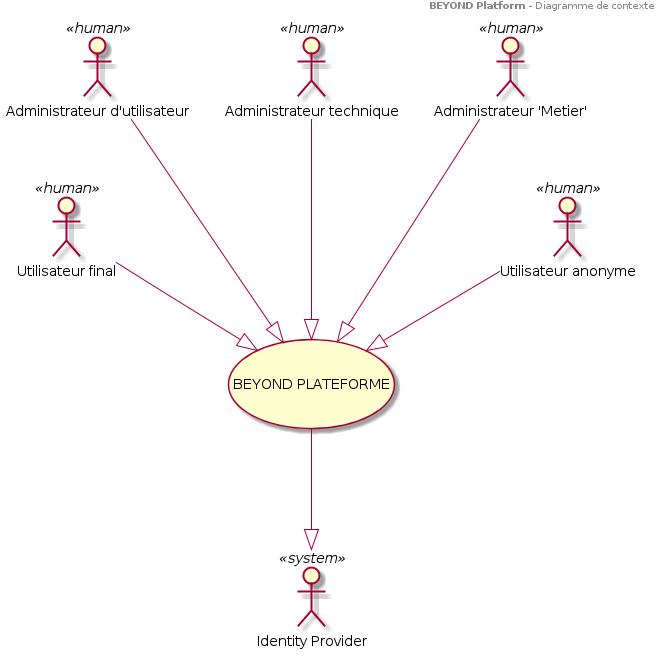 BEYOND Platform - Diagramme de contexte
«human»
Administrateur d'utilisateur
«human»
Administrateur technique
«human»
Administrateur 'Metier'
«human»
Utilisateur final
«human»
Utilisateur anonyme
BEYOND PLATEFORME
«system»
Identity Provider